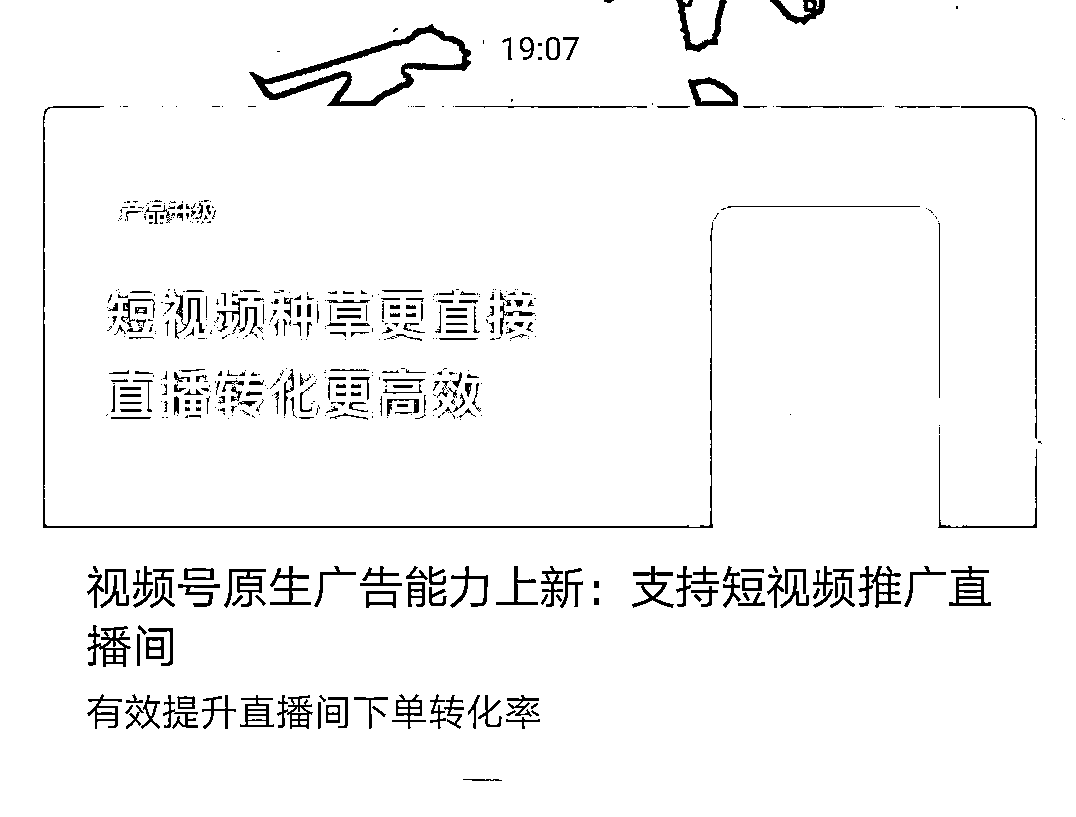 19:07
产品升级
短视频种草更直接
直播转化更高效
视频号原生广告能力上新：支持短视频推广直
播间
有效提升直播间下单转化率